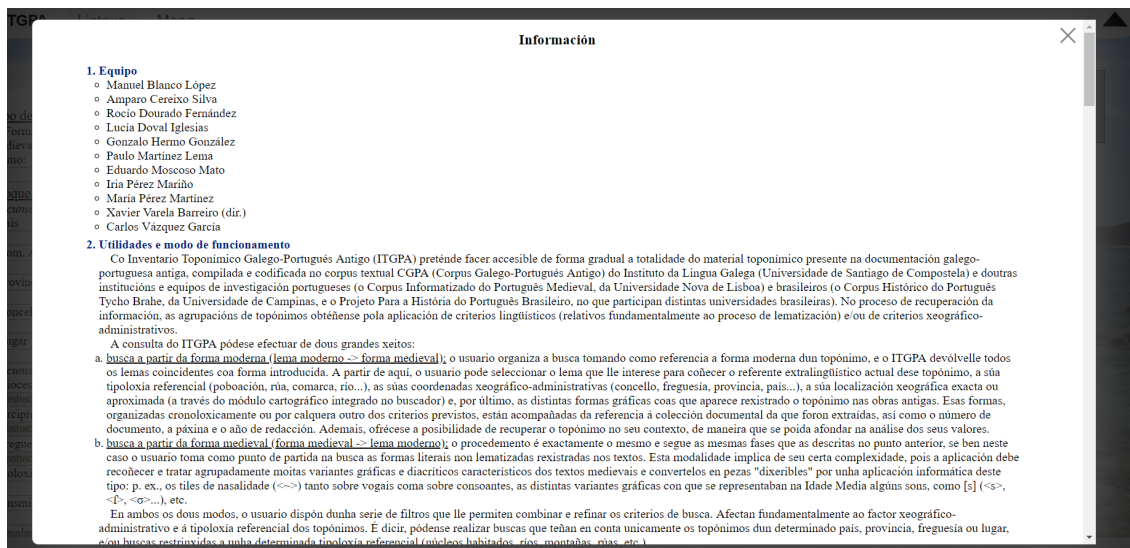 Información
1. Equipo
Manuel Blanco López
Amparo Cereixo Silva
Rocío Dourado Fernández
Lucía Doval Iglesias
Gonzalo Hermo González
Paulo Martínez Lema
Eduardo Moscoso Mato
Iria Pérez Mariño
María Pérez Martínez
Xavier Varela Barreiro (dir.)
Carlos Vázquez García
2. Utilidades e modo de funcionamento
Co Inventario Toponímico Galego-Portugués Antigo (ITGPA) preténde facer accesible de forma gradual a totalidade do material toponímico presente na documentación galego-
portuguesa antiga, compilada e codificada no corpus textual CGPA (Corpus Galego-Portugués Antigo) do Instituto da Lingua Galega (Universidade de Santiago de Compostela) e doutras
institucións e equipos de investigación portugueses (o Corpus Informatizado do Português Medieval, da Universidade Nova de Lisboa) e brasileiros (o Corpus Histórico do Português
Tycho Brahe, da Universidade de Campinas, e o Projeto Para a História do Português Brasileiro, no que participan distintas universidades brasileiras). No proceso de recuperación da
información, as agrupacións de topónimos obtéñense pola aplicación de criterios lingüísticos (relativos fundamentalmente ao proceso de lematización) e/ou de criterios xeográfico-
administrativos.
A consulta do ITGPA pódese efectuar de dous grandes xeitos:
a. busca a partir da forma moderna (lema moderno -> forma medieval): o usuario organiza a busca tomando como referencia a forma moderna dun topónimo, e o ITGPA devólvelle todos
os lemas coincidentes coa forma introducida. A partir de aquí, o usuario pode seleccionar o lema que lle interese para coñecer o referente extralingüístico actual dese topónimo, a súa
tipoloxía referencial (poboación, rúa, comarca, río...), as súas coordenadas xeográfico-administrativas (concello, freguesía, provincia, país...), a súa localización xeográfica exacta ou
aproximada (a través do módulo cartográfico integrado no buscador) e, por último, as distintas formas gráficas coas que aparece rexistrado o topónimo nas obras antigas. Esas formas,
organizadas cronoloxicamente ou por calquera outro dos criterios previstos, están acompañadas da referencia á colección documental da que foron extraídas, así como o número de
documento, a páxina e o año de redacción. Ademais, ofrécese a posibilidade de recuperar o topónimo no seu contexto, de maneira que se poida afondar na análise dos seus valores.
b. busca a partir da forma medieval (forma medieval -> lema moderno): o procedemento é exactamente o mesmo e segue as mesmas fases que as descritas no punto anterior, se ben neste
caso o usuario toma como punto de partida na busca as formas literais non lematizadas rexistradas nos textos. Esta modalidade implica de seu certa complexidade, pois a aplicación debe
recoñecer e tratar agrupadamente moitas variantes gráficas e diacríticos característicos dos textos medievais e convertelos en pezas "dixeribles" por unha aplicación informática deste
tipo: p. ex., os tiles de nasalidade (<~>) tanto sobre vogais coma sobre consoantes, as distintas variantes gráficas con que se representaban na Idade Media algúns sons, como [s] (<s>,
<ſ>, <σ>...), etc.
En ambos os dous modos, o usuario dispón dunha serie de filtros que lle permiten combinar e refinar os criterios de busca. Afectan fundamentalmente ao factor xeográfico-
administrativo e á tipoloxía referencial dos topónimos. É dicir, pódense realizar buscas que teñan en conta unicamente os topónimos dun determinado país, provincia, freguesía ou lugar,
e/ou buscas restrinxidas a unha determinada tipoloxía referencial (núcleos habitados, ríos, montañas, rúas, etc.)